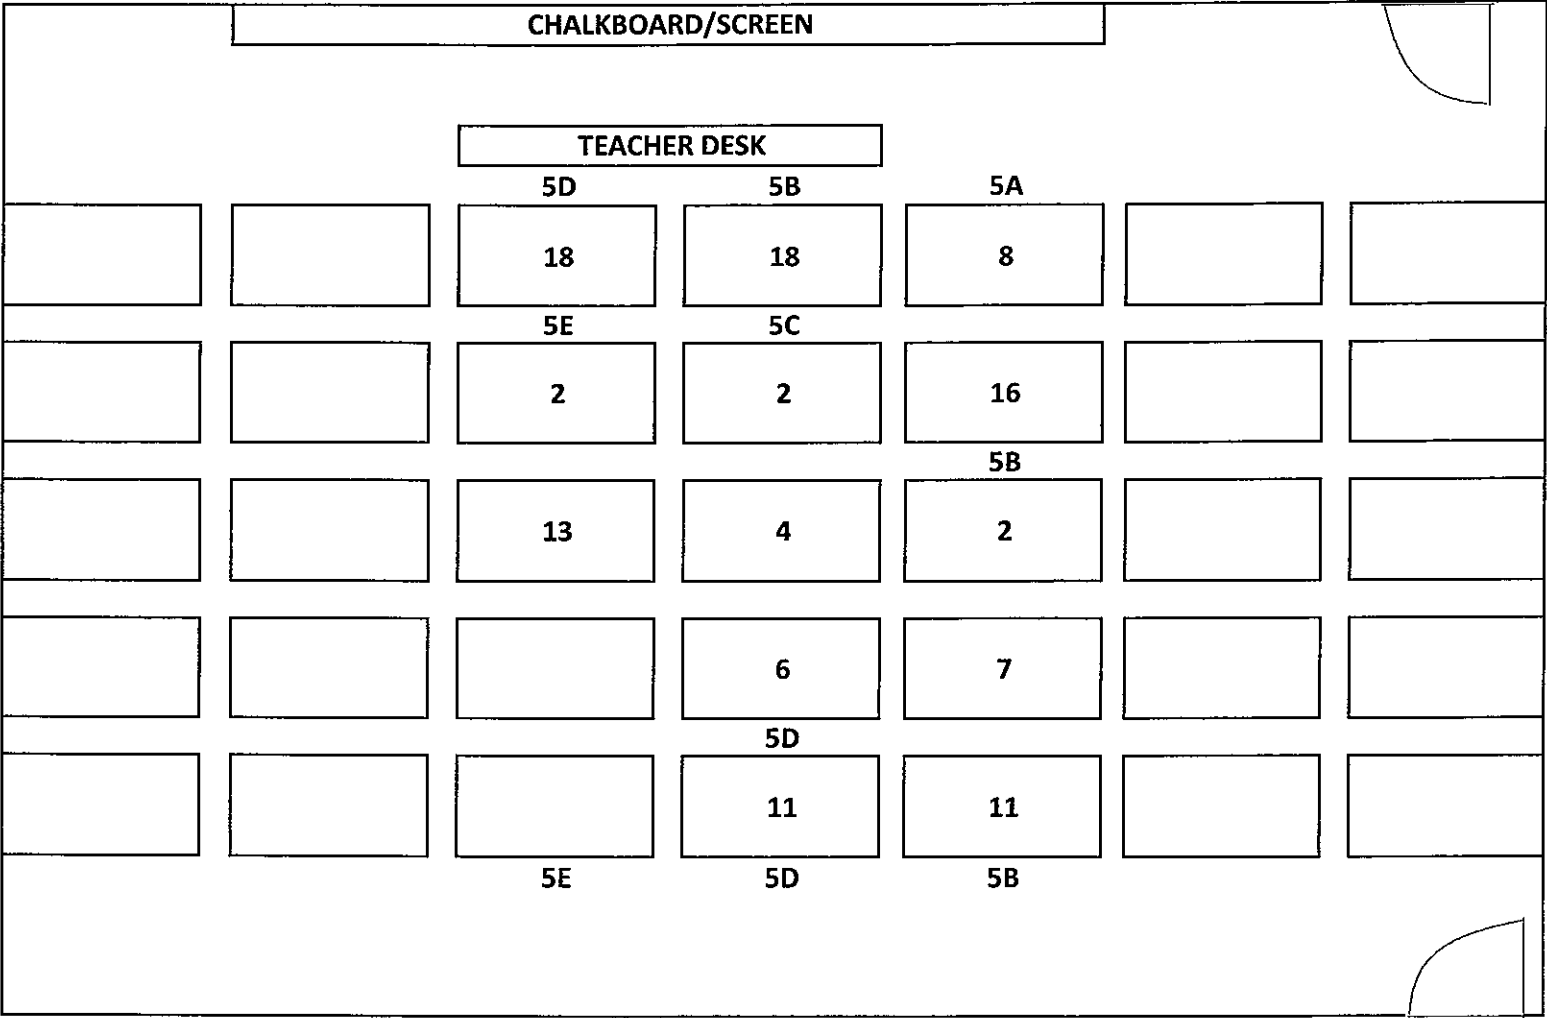 CHALKBOARD/SCREEN
TEACHER DESK
5D 5B 5A
18 18 8
5E 5C
2 2 16
5B
13 4 2
6 7
5D
11 11
5E 5D 5B